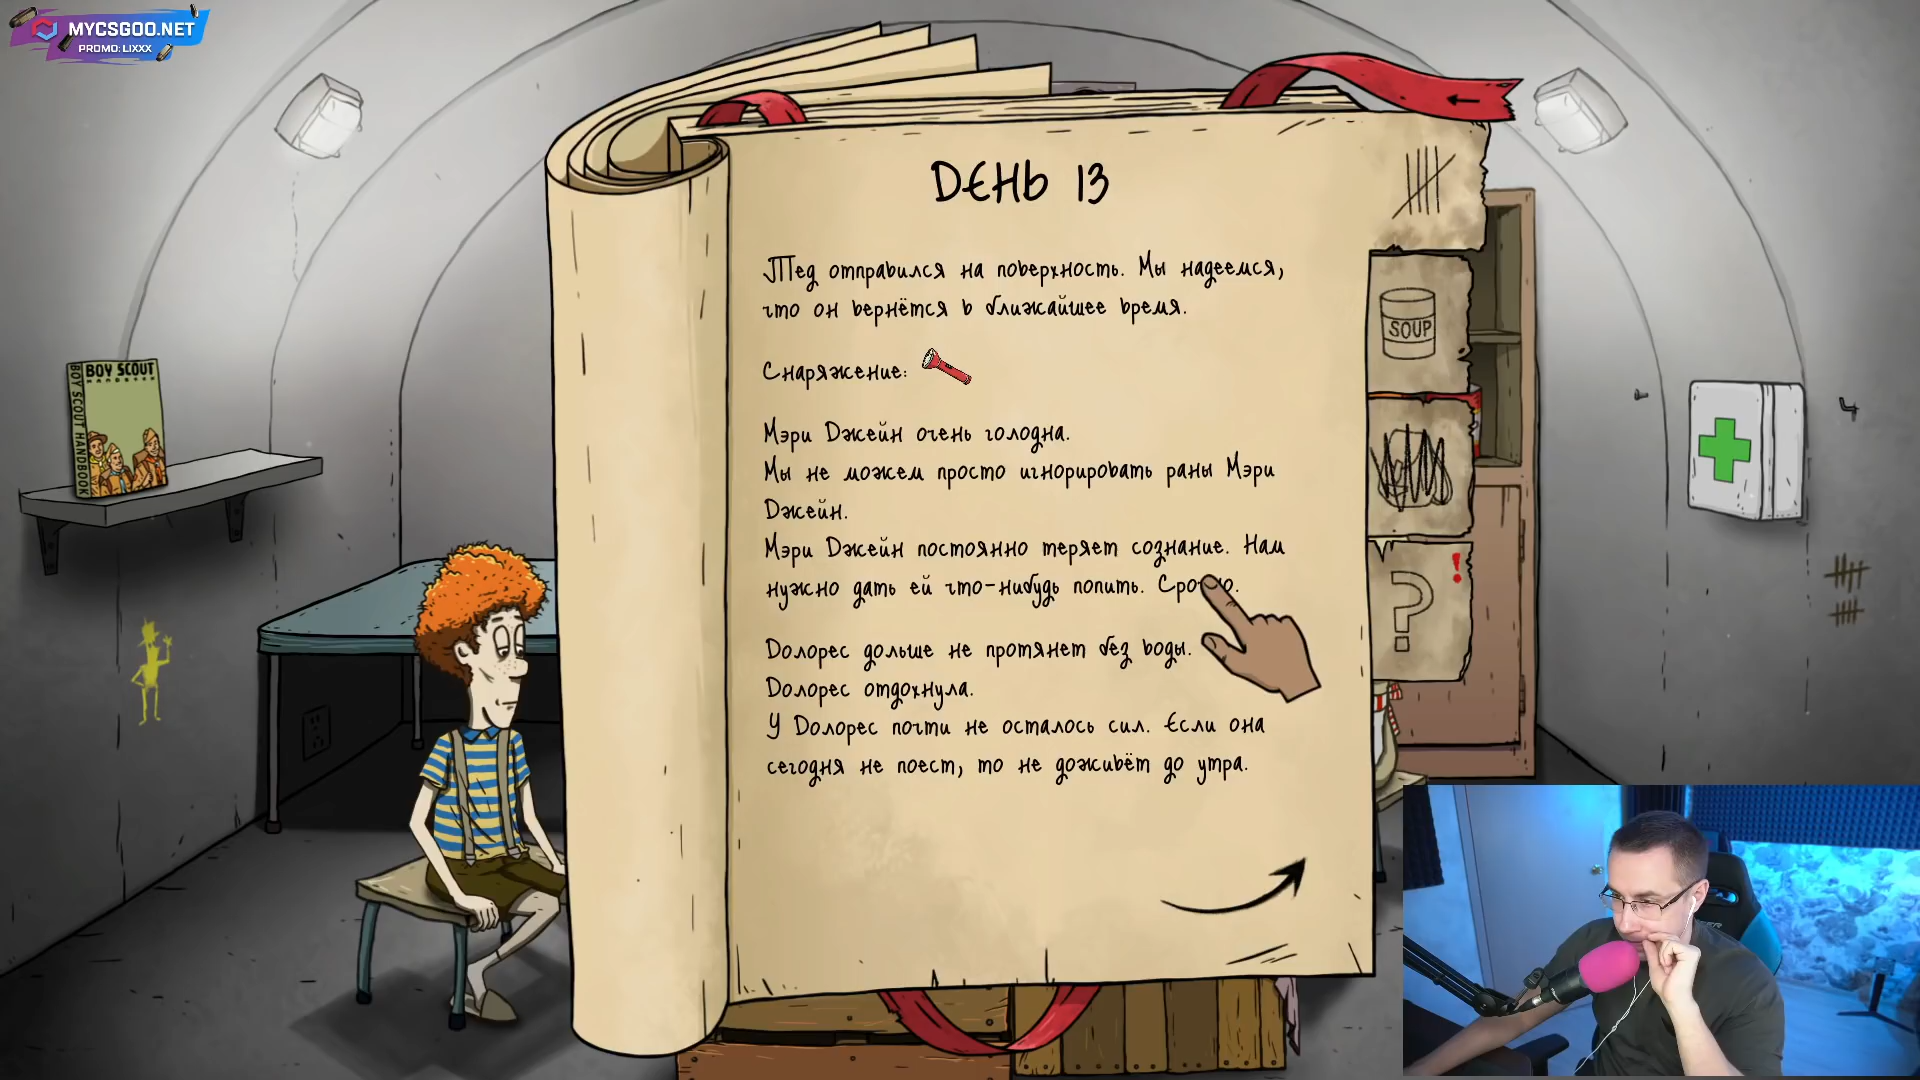 MYCSGOO.NET
PROMO: LIXXX
BOY SCOUT
HANDBOOK
BOY SCOUT HANDBOOK
ДЕНЬ 13
Тед отправился на поверхность. Мы надеемся,
что он вернётся в ближайшее время.
Снаряжение:
Мэри Джейн очень голодна.
Мы не можем просто игнорировать раны Мэри
Джейн.
Мэри Джейн постоянно теряет сознание. Нам
нужно дать ей что-нибудь попить. Срочно.
Долорес дольше не протянет без воды.
Долорес отдохнула.
У Долорес почти не осталось сил. Если она
сегодня не поест, то не доживёт до утра.
SOUP
?
!